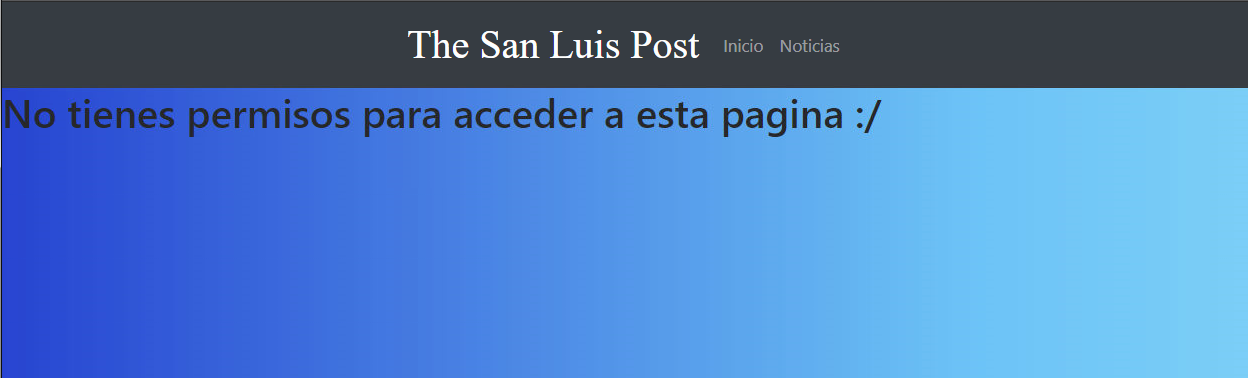 The San Luis Post Inicio Noticias
No tienes permisos para acceder a esta pagina :/